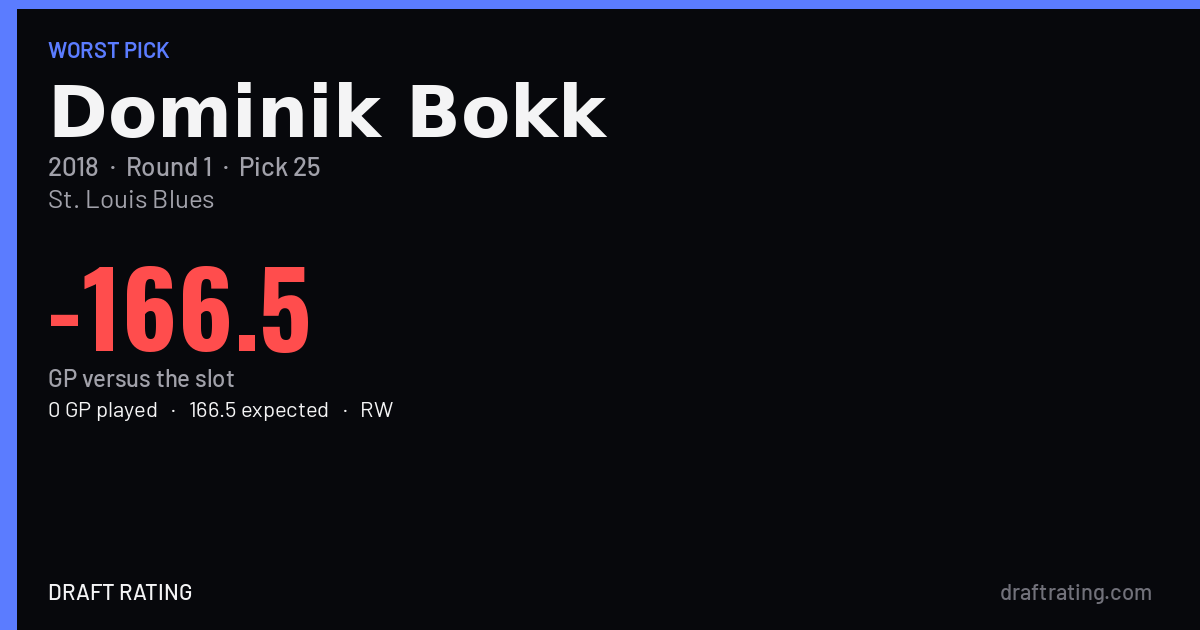 WORST PICK
Dominik Bokk
2018 · Round 1 · Pick 25
St. Louis Blues
-166.5
GP versus the slot
0 GP played · 166.5 expected · RW
DRAFT RATING
draftrating.com